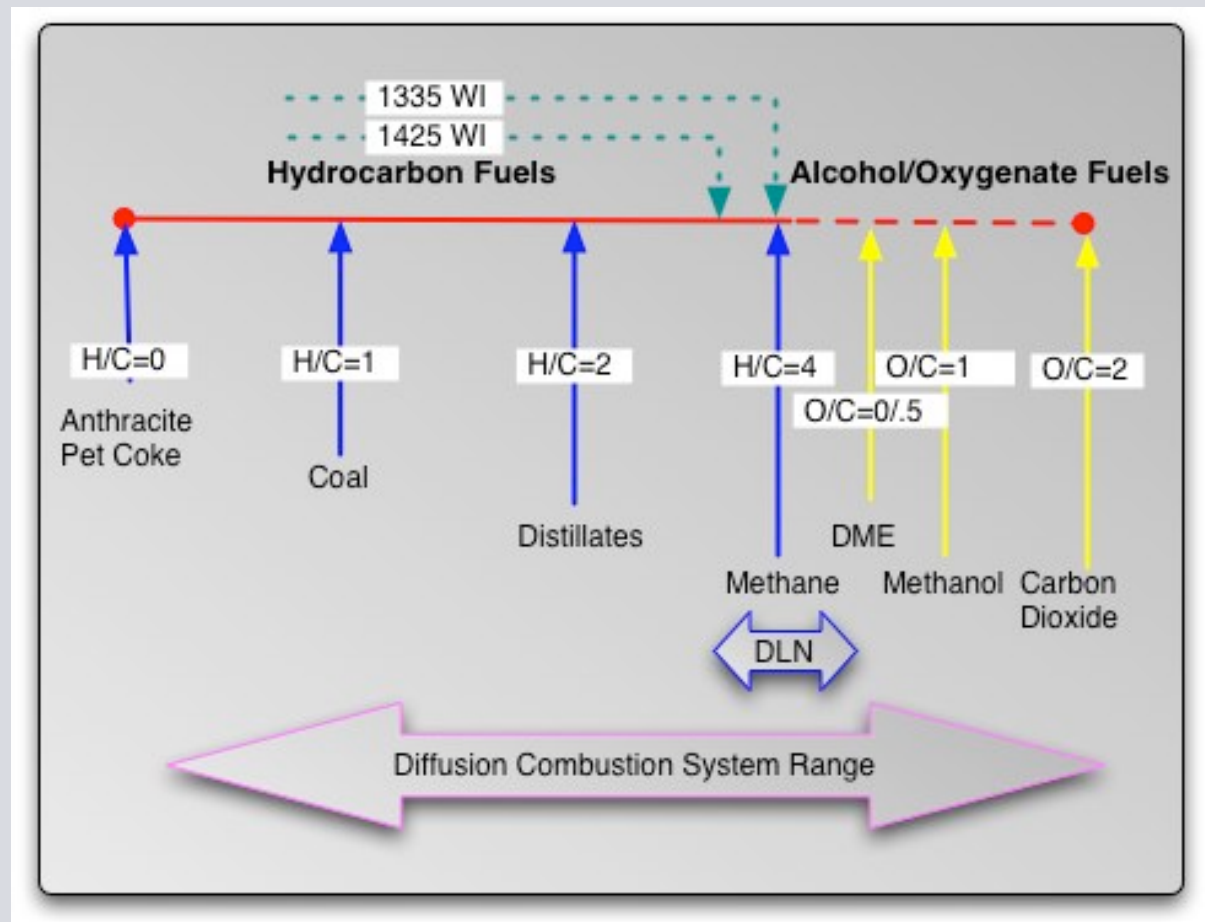 1335 WI
1425 WI
Hydrocarbon Fuels
Alcohol/Oxygenate Fuels
H/C=0
H/C=1
H/C=2
H/C=4
O/C=1
O/C=2
O/C=0/.5
Anthracite
Pet Coke
Coal
Distillates
DME
Methane
Methanol
Carbon
Dioxide
DLN
Diffusion Combustion System Range